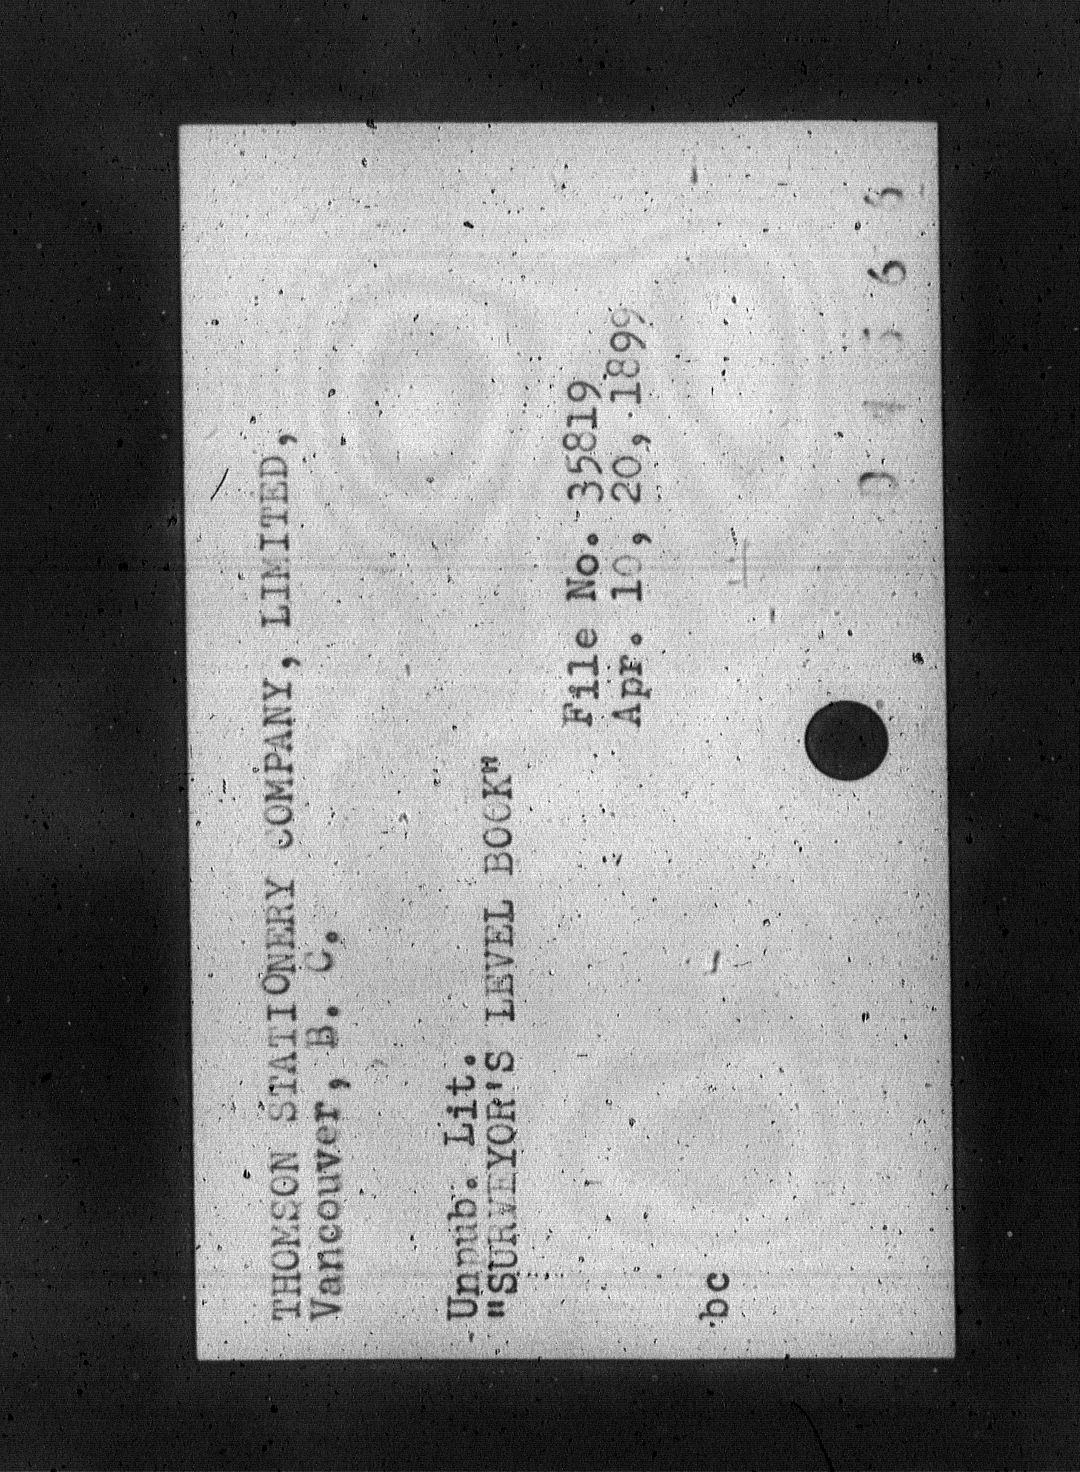 THOMSON STATIONERY COMPANY, LIMITED,
Vancouver, B. C.
Unpub. Lit.
"SURVEYOR'S LEVEL BOOK"
File No. 35819
Apr. 10, 20, 1899
bc